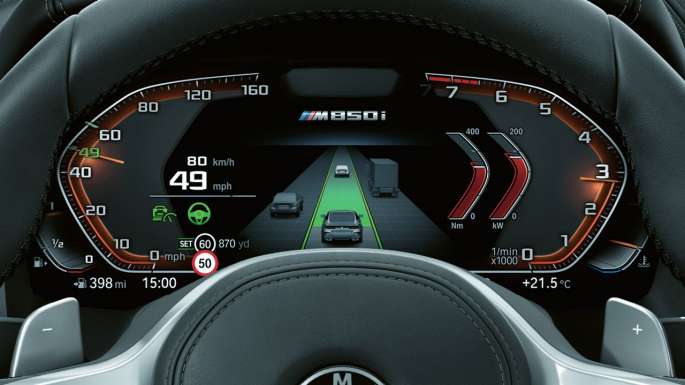 M850i
160
120
80
60
49
40
20
10
0
mph
80 km/h
49 mph
SET 60 870 yd
50
1/2
0
398 mi
15:00
400
Nm
200
kW
7
7
6
5
4
3
2
1
0
1/min
x1000
+21.5 °C
−
+
M